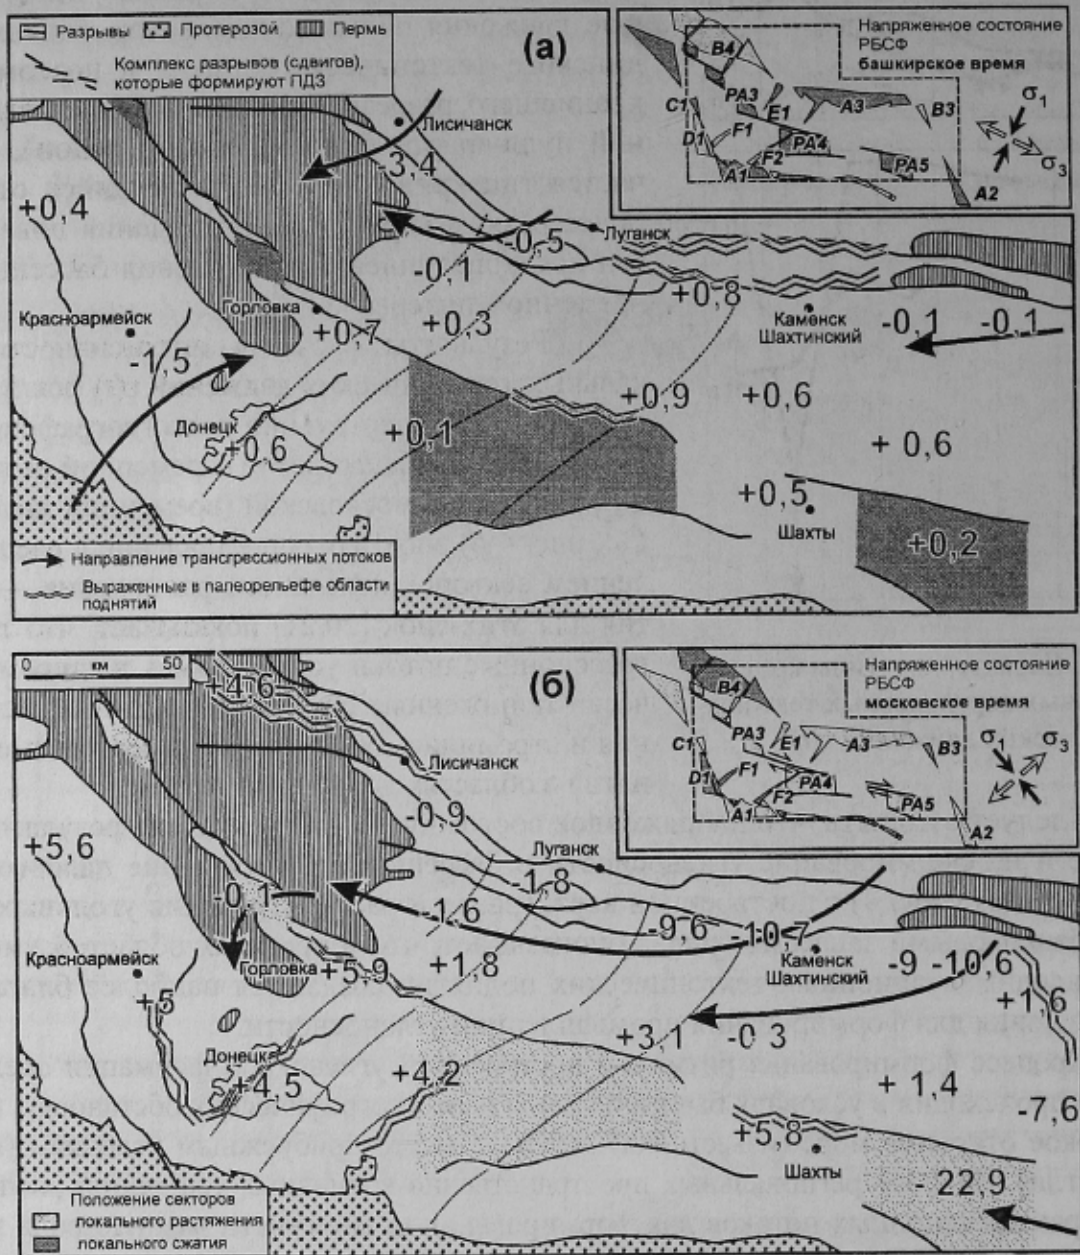 Разрывы Протерозой Пермь
Комплекс разрывов (сдвигов),
которые формируют ПДЗ
(а)
Напряженное состояние
РБСФ
башкирское время
B4
C1
PA3
E1
A3
B3
D1
F1
F2
PA4
PA5
A1
A2
σ1
σ3
Лисичанск
-3,4
+0,4
-0,5
Луганск
-0,1
+0,8
Горловка
+0,7
+0,3
Каменск
Шахтинский
-0,1
-0,1
Красноармейск
-1,5
+0,9
+0,6
Донецк
+0,6
+0,1
+0,6
+0,5
Шахты
+0,2
Направление трансгрессионных потоков
Выраженные в палеорельефе области
поднятий
0 км 50
(б)
Напряженное состояние
РБСФ
московское время
B4
C1
PA3
E1
A3
B3
D1
F1
F2
PA4
PA5
A1
A2
σ1
σ3
+4,6
Лисичанск
-0,9
+5,6
Луганск
-1,8
-0,1
-1,6
-9,6
-10,7
Каменск
Шахтинский
-9
-10,6
Красноармейск
Горловка
+5,9
+1,8
+5
+1,6
+3,1
-0,3
Донецк
+4,5
+4,2
+1,4
-7,6
+5,8
Шахты
-22,9
Положение секторов
локального растяжения
локального сжатия